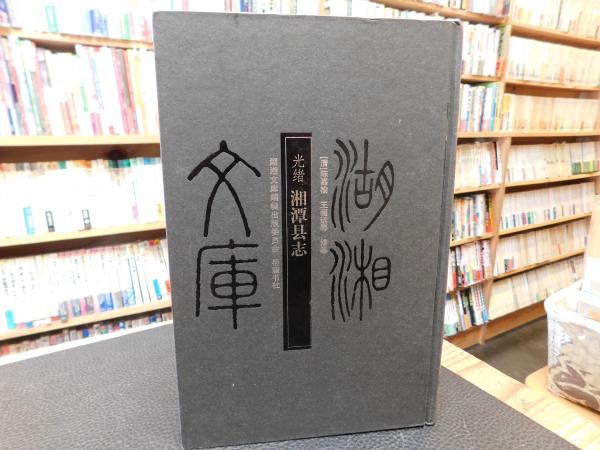 湖湘
文庫
[清]陈嘉榆 王闿运等 修纂
光绪 湘潭县志
湖湘文库编辑出版委员会 岳麓书社